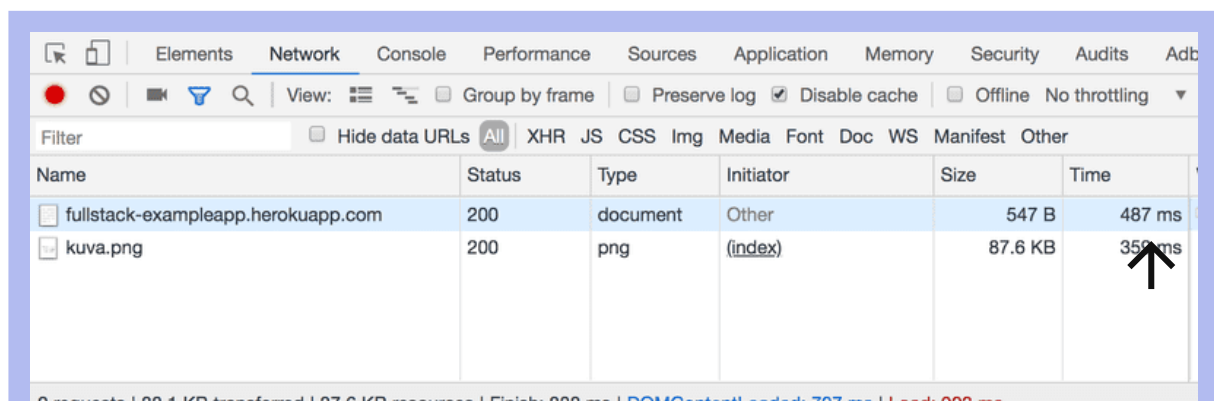 Elements Network Console Performance Sources Application Memory Security Audits
View: Group by frame Preserve log Disable cache Offline No throttling
Filter Hide data URLs All XHR JS CSS Img Media Font Doc WS Manifest Other
Name Status Type Initiator Size Time
fullstack-exampleapp.herokuapp.com 200 document Other 547 B 487 ms
kuva.png 200 png (index) 87.6 KB ms